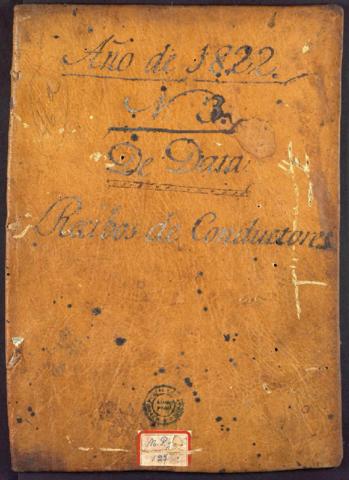 Año de 1822.
N 3.
De Data
Recibos de Conductores